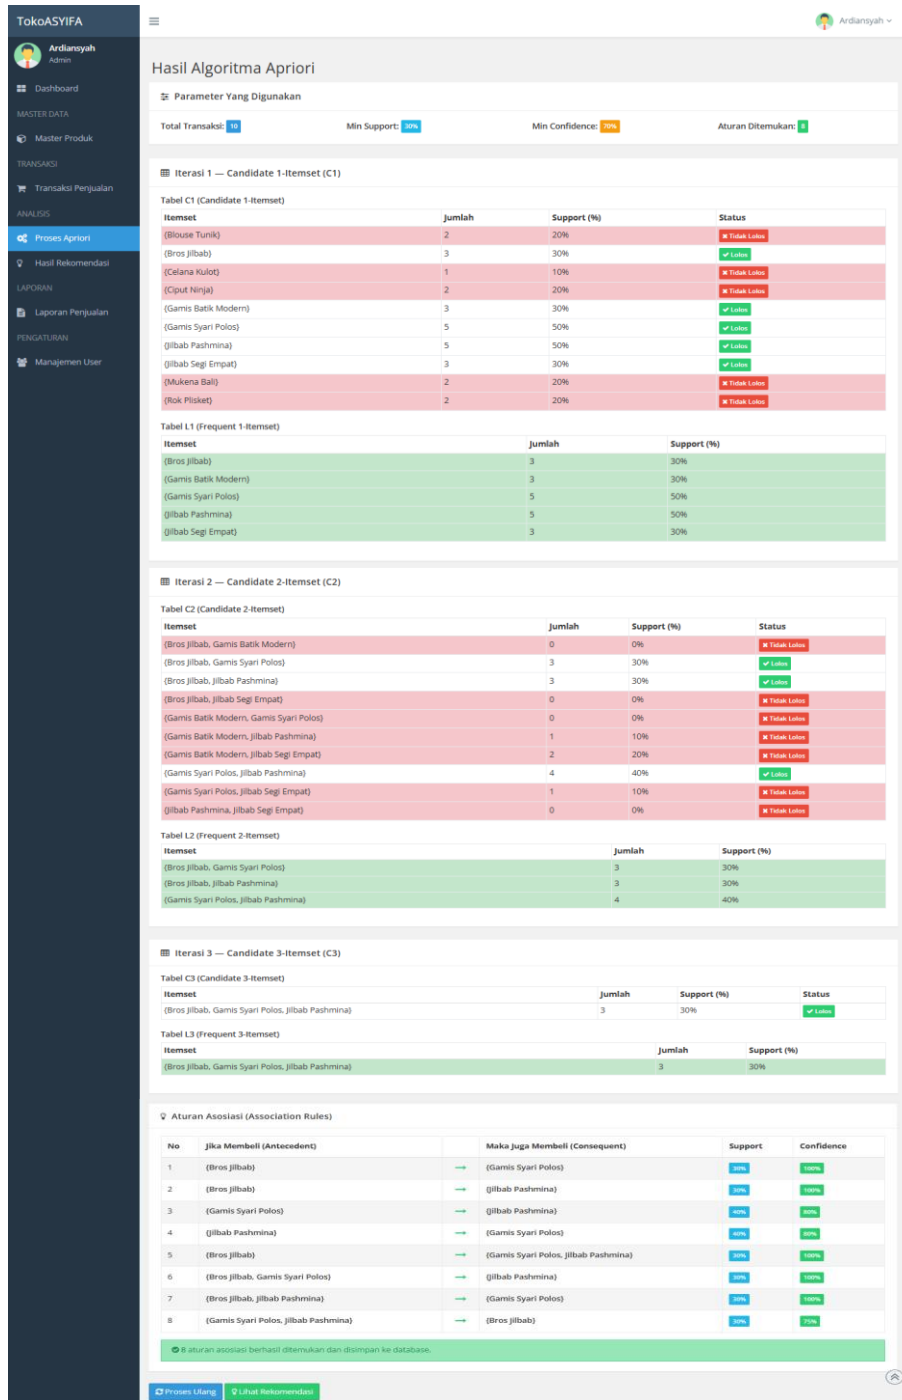 TokoASYIFA
Ardiansyah
Ardiansyah
Admin
Dashboard
MASTER DATA
Master Produk
TRANSAKSI
Transaksi Penjualan
ANALISIS
Proses Apriori
Hasil Rekomendasi
LAPORAN
Laporan Penjualan
PENGATURAN
Manajemen User
Hasil Algoritma Apriori
Parameter Yang Digunakan
Total Transaksi: 10 Min Support: 30% Min Confidence: 70% Aturan Ditemukan: 8
Iterasi 1 — Candidate 1-Itemset (C1)
Tabel C1 (Candidate 1-Itemset)
Itemset Jumlah Support (%) Status
{Blouse Tunik} 2 20% Tidak Lolos
{Bros Jilbab} 3 30% Lolos
{Celana Kulot} 1 10% Tidak Lolos
{Ciput Ninja} 2 20% Tidak Lolos
{Gamis Batik Modern} 3 30% Lolos
{Gamis Syari Polos} 5 50% Lolos
{Jilbab Pashmina} 5 50% Lolos
{Jilbab Segi Empat} 3 30% Lolos
{Mukena Bali} 2 20% Tidak Lolos
{Rok Plisket} 2 20% Tidak Lolos
Tabel L1 (Frequent 1-Itemset)
Itemset Jumlah Support (%)
{Bros Jilbab} 3 30%
{Gamis Batik Modern} 3 30%
{Gamis Syari Polos} 5 50%
{Jilbab Pashmina} 5 50%
{Jilbab Segi Empat} 3 30%
Iterasi 2 — Candidate 2-Itemset (C2)
Tabel C2 (Candidate 2-Itemset)
Itemset Jumlah Support (%) Status
{Bros Jilbab, Gamis Batik Modern} 0 0% Tidak Lolos
{Bros Jilbab, Gamis Syari Polos} 3 30% Lolos
{Bros Jilbab, Jilbab Pashmina} 3 30% Lolos
{Bros Jilbab, Jilbab Segi Empat} 0 0% Tidak Lolos
{Gamis Batik Modern, Gamis Syari Polos} 0 0% Tidak Lolos
{Gamis Batik Modern, Jilbab Pashmina} 1 10% Tidak Lolos
{Gamis Batik Modern, Jilbab Segi Empat} 2 20% Tidak Lolos
{Gamis Syari Polos, Jilbab Pashmina} 4 40% Lolos
{Gamis Syari Polos, Jilbab Segi Empat} 1 10% Tidak Lolos
{Jilbab Pashmina, Jilbab Segi Empat} 0 0% Tidak Lolos
Tabel L2 (Frequent 2-Itemset)
Itemset Jumlah Support (%)
{Bros Jilbab, Gamis Syari Polos} 3 30%
{Bros Jilbab, Jilbab Pashmina} 3 30%
{Gamis Syari Polos, Jilbab Pashmina} 4 40%
Iterasi 3 — Candidate 3-Itemset (C3)
Tabel C3 (Candidate 3-Itemset)
Itemset Jumlah Support (%) Status
{Bros Jilbab, Gamis Syari Polos, Jilbab Pashmina} 3 30% Lolos
Tabel L3 (Frequent 3-Itemset)
Itemset Jumlah Support (%)
{Bros Jilbab, Gamis Syari Polos, Jilbab Pashmina} 3 30%
Aturan Asosiasi (Association Rules)
No Jika Membeli (Antecedent) Maka Juga Membeli (Consequent) Support Confidence
1 {Bros Jilbab} → {Gamis Syari Polos} 30% 100%
2 {Bros Jilbab} → {Jilbab Pashmina} 30% 100%
3 {Gamis Syari Polos} → {Jilbab Pashmina} 40% 80%
4 {Jilbab Pashmina} → {Gamis Syari Polos} 40% 80%
5 {Bros Jilbab} → {Gamis Syari Polos, Jilbab Pashmina} 30% 100%
6 {Bros Jilbab, Gamis Syari Polos} → {Jilbab Pashmina} 30% 100%
7 {Bros Jilbab, Jilbab Pashmina} → {Gamis Syari Polos} 30% 100%
8 {Gamis Syari Polos, Jilbab Pashmina} → {Bros Jilbab} 30% 75%
8 aturan asosiasi berhasil ditemukan dan disimpan ke database.
Proses Ulang Lihat Rekomendasi